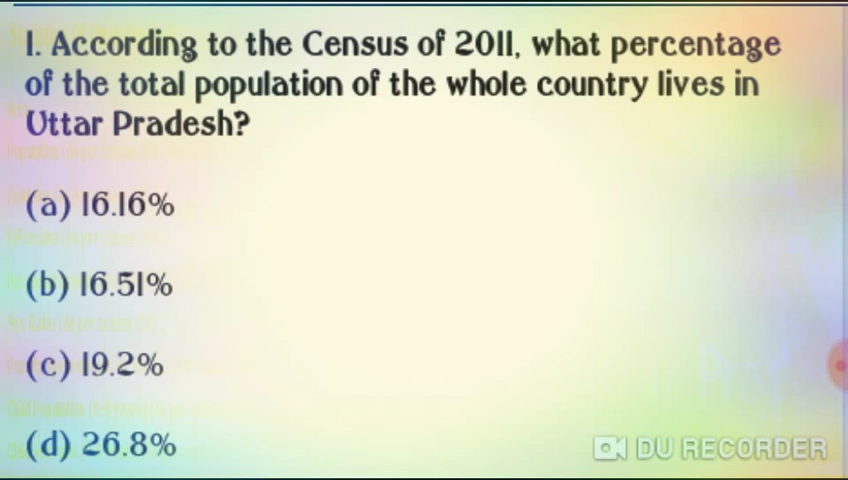 1. According to the Census of 2011, what percentage
of the total population of the whole country lives in
Uttar Pradesh?
(a) 16.16%
(b) 16.51%
(c) 19.2%
(d) 26.8%
DU RECORDER